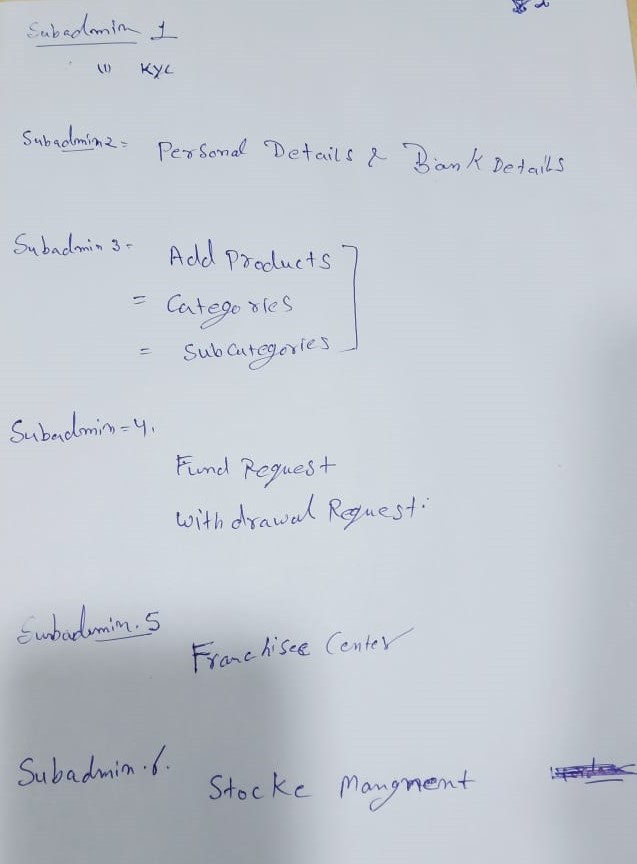 Subadmin 1
(1) KYC
Subadmin 2 = Personal Details & Bank Details
Subadmin 3 - Add Products
= Categories
= Subcategories
Subadmin = 4.
Fund Request
Withdrawal Request.
Subadmin. 5
Franchisee Center
Subadmin. 6.
Stocke Mangment